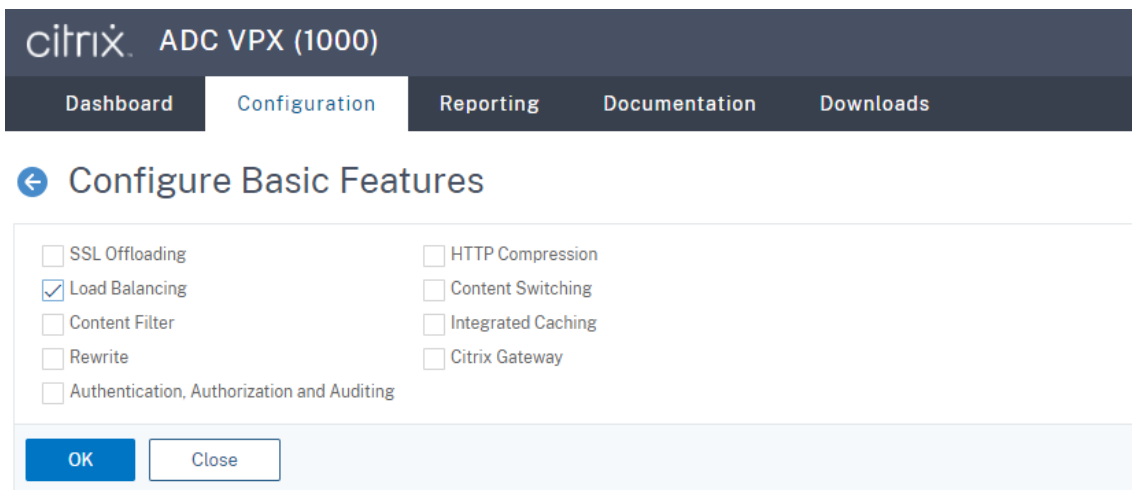 citrix. ADC VPX (1000)
Dashboard Configuration Reporting Documentation Downloads
Configure Basic Features
SSL Offloading HTTP Compression
Load Balancing Content Switching
Content Filter Integrated Caching
Rewrite Citrix Gateway
Authentication, Authorization and Auditing
OK Close